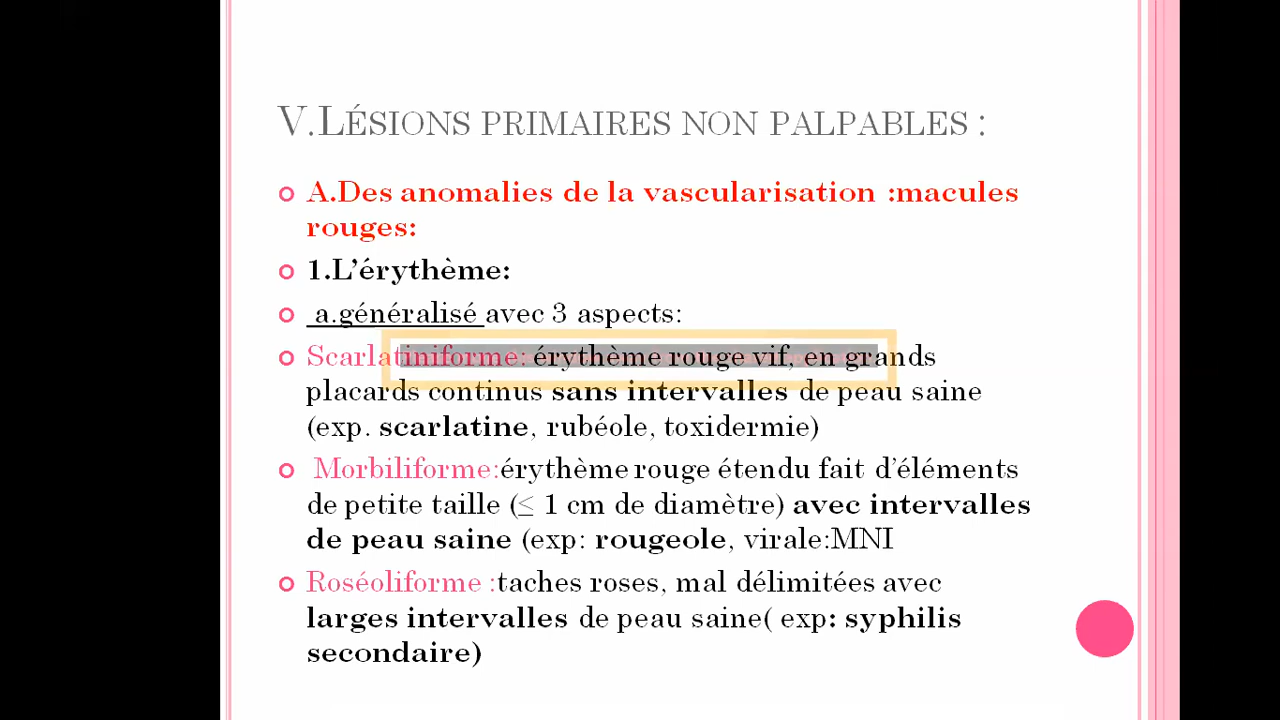 V.LÉSIONS PRIMAIRES NON PALPABLES :
A.Des anomalies de la vascularisation :macules
rouges:
1.L’érythème:
a.généralisé avec 3 aspects:
Scarlatiniforme: érythème rouge vif, en grands
placards continus sans intervalles de peau saine
(exp. scarlatine, rubéole, toxidermie)
Morbiliforme:érythème rouge étendu fait d’éléments
de petite taille (≤ 1 cm de diamètre) avec intervalles
de peau saine (exp: rougeole, virale:MNI
Roséoliforme :taches roses, mal délimitées avec
larges intervalles de peau saine( exp: syphilis
secondaire)